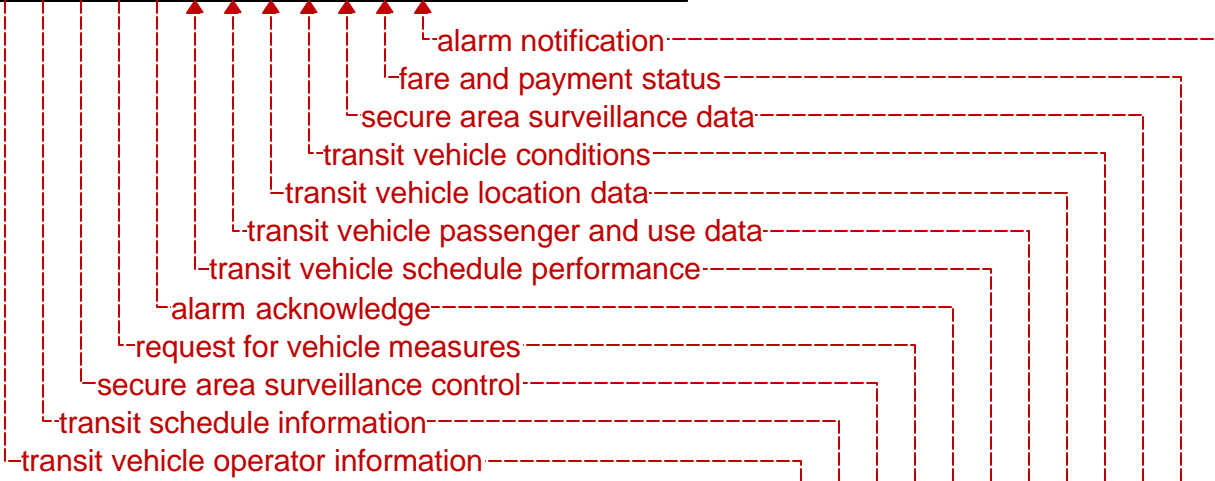 alarm notification
fare and payment status
secure area surveillance data
transit vehicle conditions
transit vehicle location data
transit vehicle passenger and use data
transit vehicle schedule performance
alarm acknowledge
request for vehicle measures
secure area surveillance control
transit schedule information
transit vehicle operator information